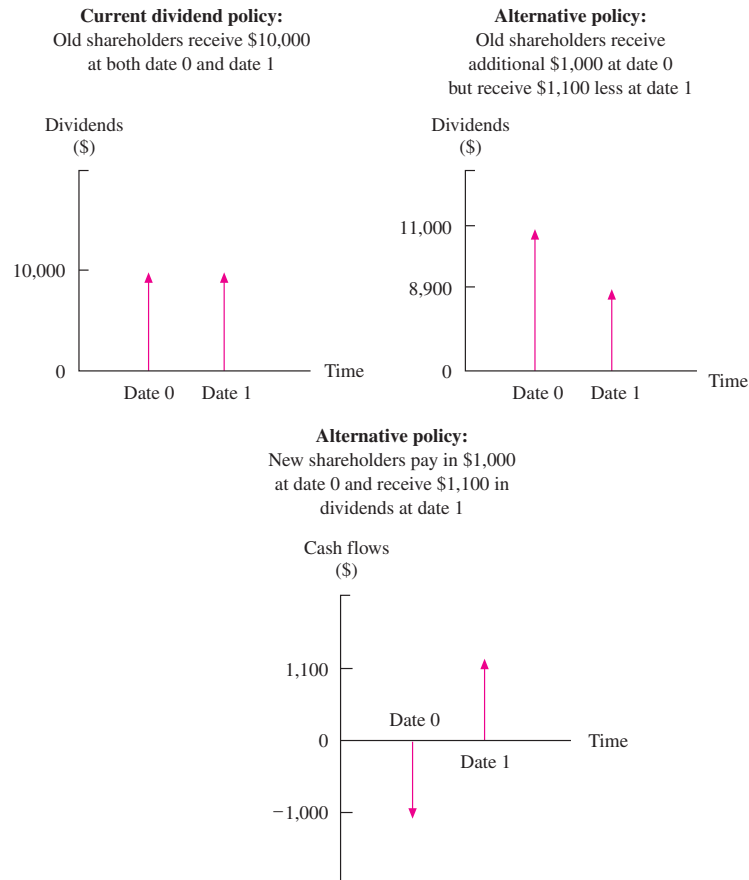 Current dividend policy:
Old shareholders receive $10,000
at both date 0 and date 1
Dividends
($)
10,000
0
Time
Date 0 Date 1
Alternative policy:
Old shareholders receive
additional $1,000 at date 0
but receive $1,100 less at date 1
Dividends
($)
11,000
8,900
0
Time
Date 0 Date 1
Alternative policy:
New shareholders pay in $1,000
at date 0 and receive $1,100 in
dividends at date 1
Cash flows
($)
1,100
Date 0
0
Time
Date 1
−1,000